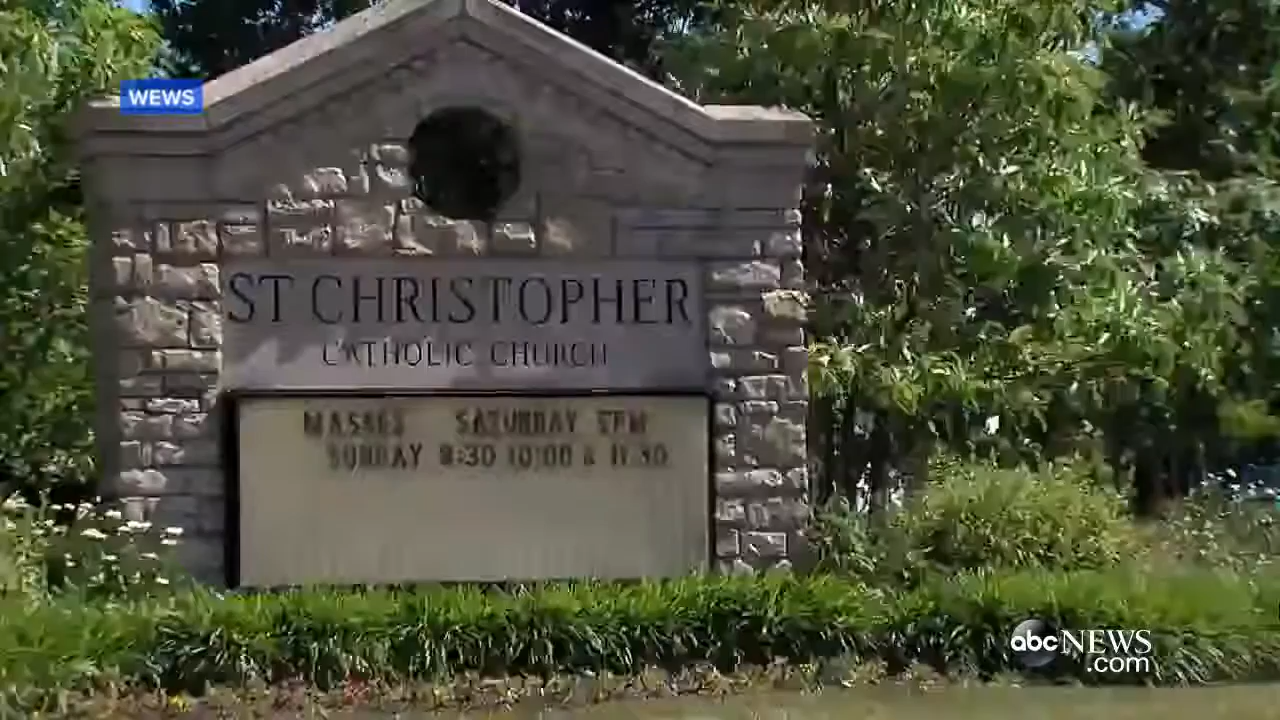 WEWS
ST CHRISTOPHER
CATHOLIC CHURCH
MASSES SATURDAY 5PM
SUNDAY 8:30 10:00 & 11:30
abcNEWS
.com